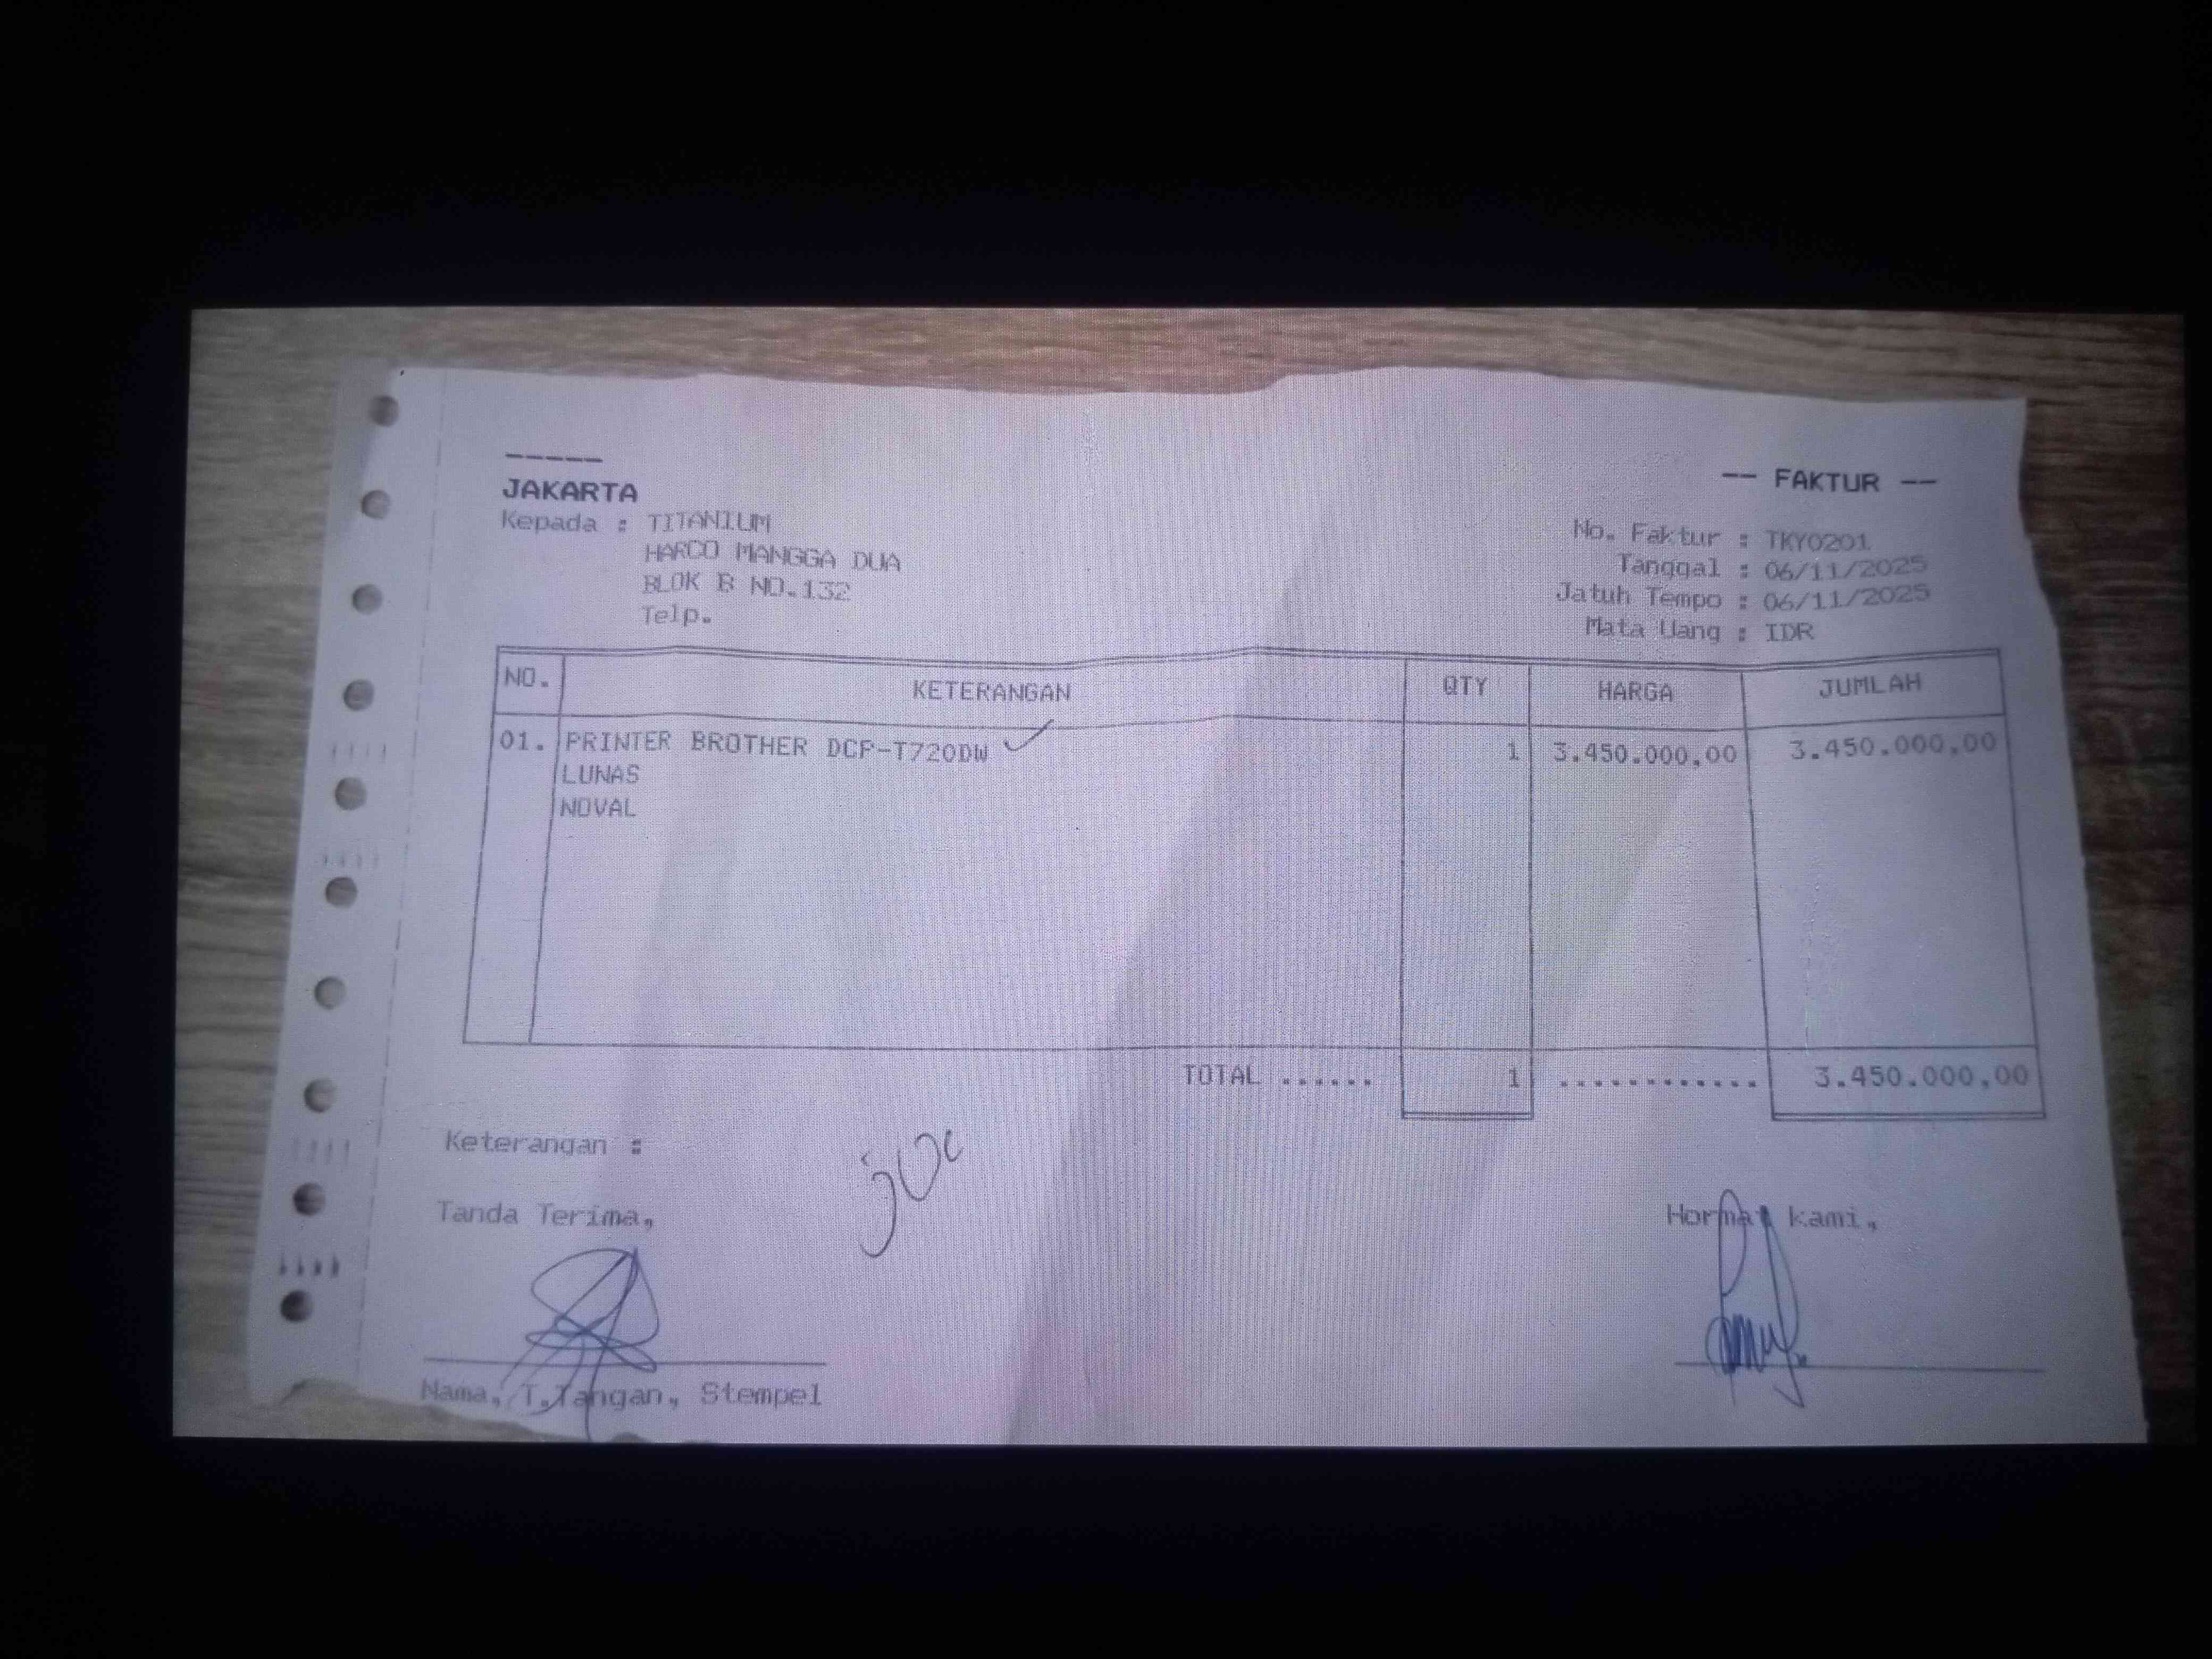 -----
JAKARTA
-- FAKTUR --
Kepada : TITANIUM
HARCO MANGGA DUA
BLOK B NO.132
Telp.
No. Faktur : TKY0201
Tanggal : 06/11/2025
Jatuh Tempo : 06/11/2025
Mata Uang : IDR
NO. KETERANGAN QTY HARGA JUMLAH
01. PRINTER BROTHER DCP-T720DW 1 3.450.000,00 3.450.000,00
LUNAS
NOVAL
TOTAL ...... 1 ............ 3.450.000,00
Keterangan :
Tanda Terima,
Hormat kami,
Nama, T.Tangan, Stempel